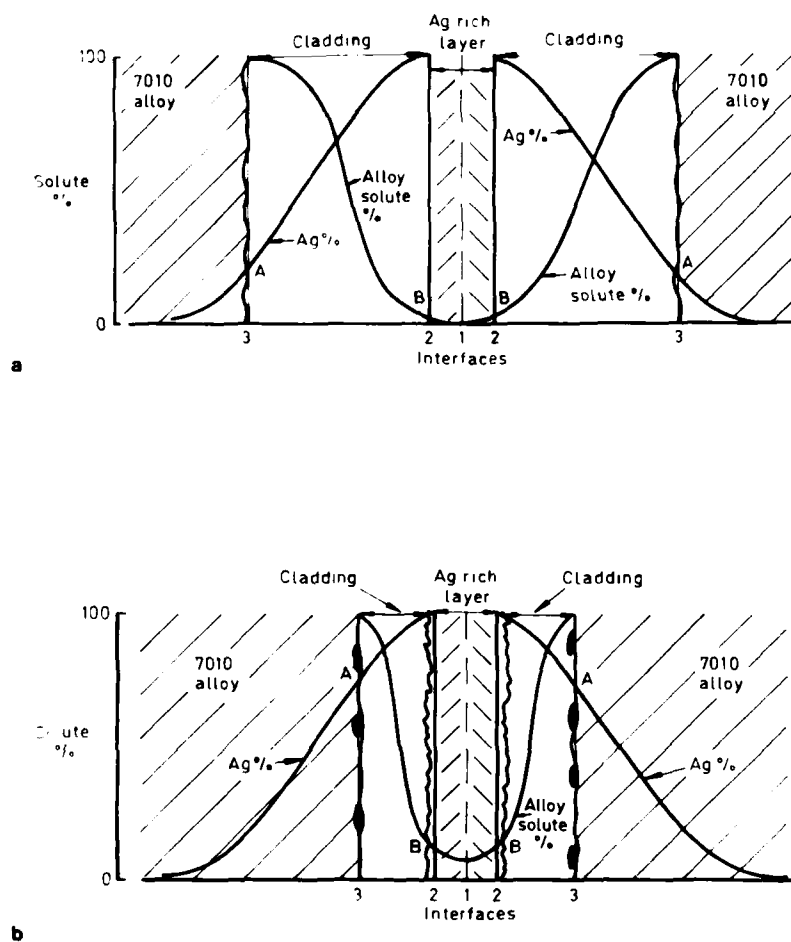 Cladding
Ag rich
layer
Cladding
100
7010
alloy
7010
alloy
Ag%
Solute
%
Alloy
solute
%
Ag%
A
A
Alloy
solute %
B
B
0
3
2
1
2
3
Interfaces
a
Cladding
Ag rich
layer
Cladding
100
7010
alloy
7010
alloy
A
A
%
Ag%
Ag%
Alloy
solute
%
B
B
0
3
2
1
2
3
Interfaces
b